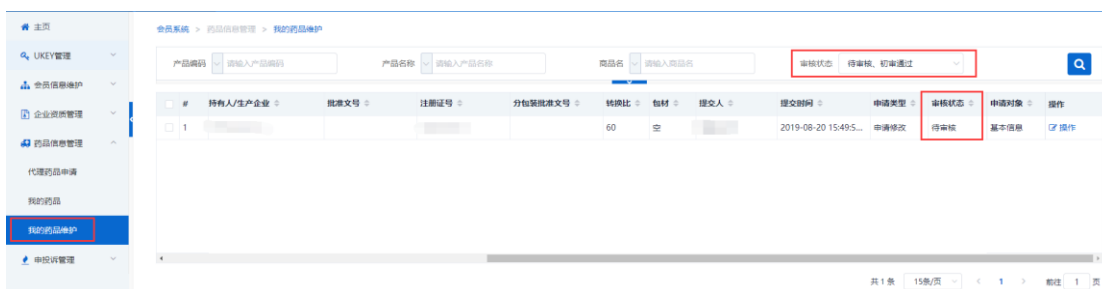 主页
会员系统 > 药品信息管理 > 我的药品维护
UKEY管理
产品编码 请输入产品编码 产品名称 请输入产品名称 商品名 请输入商品名 审核状态 待审核、初审通过
会员信息维护
# 持有人/生产企业 批准文号 注册证号 分包装批准文号 转换比 包材 提交人 提交时间 申请类型 审核状态 申请对象 操作
企业资质管理
1 60 空 2019-08-20 15:49:5... 申请修改 待审核 基本信息 操作
药品信息管理
代理药品申请
我的药品
我的药品维护
申投诉管理
共 1 条 15条/页 < 1 > 前往 1 页